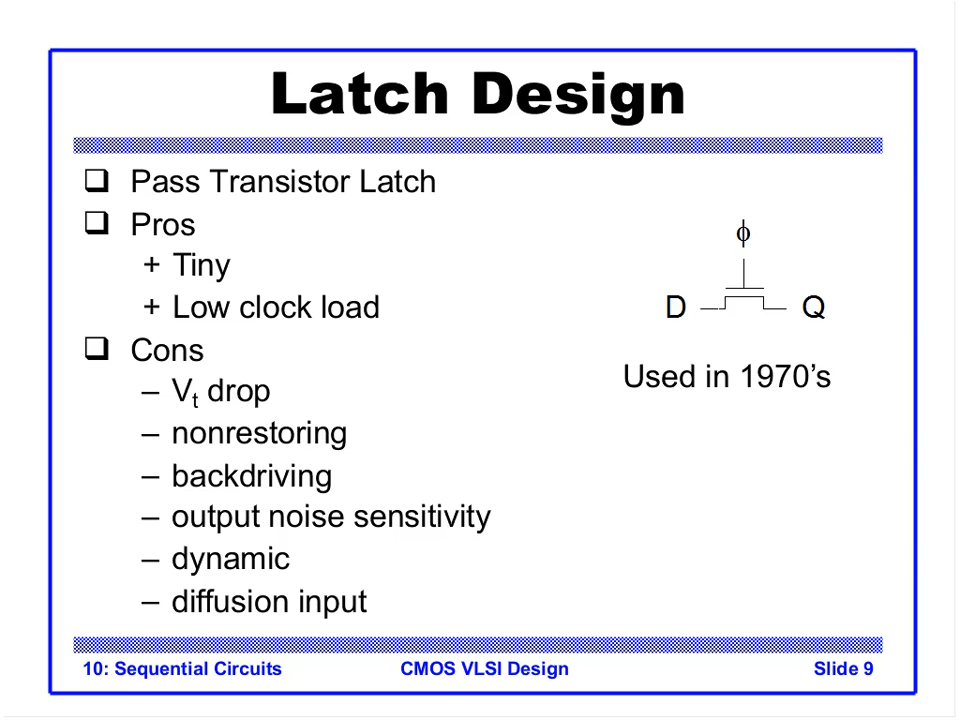 Latch Design
❑ Pass Transistor Latch
❑ Pros
+ Tiny
+ Low clock load
❑ Cons
– Vt drop
– nonrestoring
– backdriving
– output noise sensitivity
– dynamic
– diffusion input
ϕ
D Q
Used in 1970’s
10: Sequential Circuits CMOS VLSI Design Slide 9